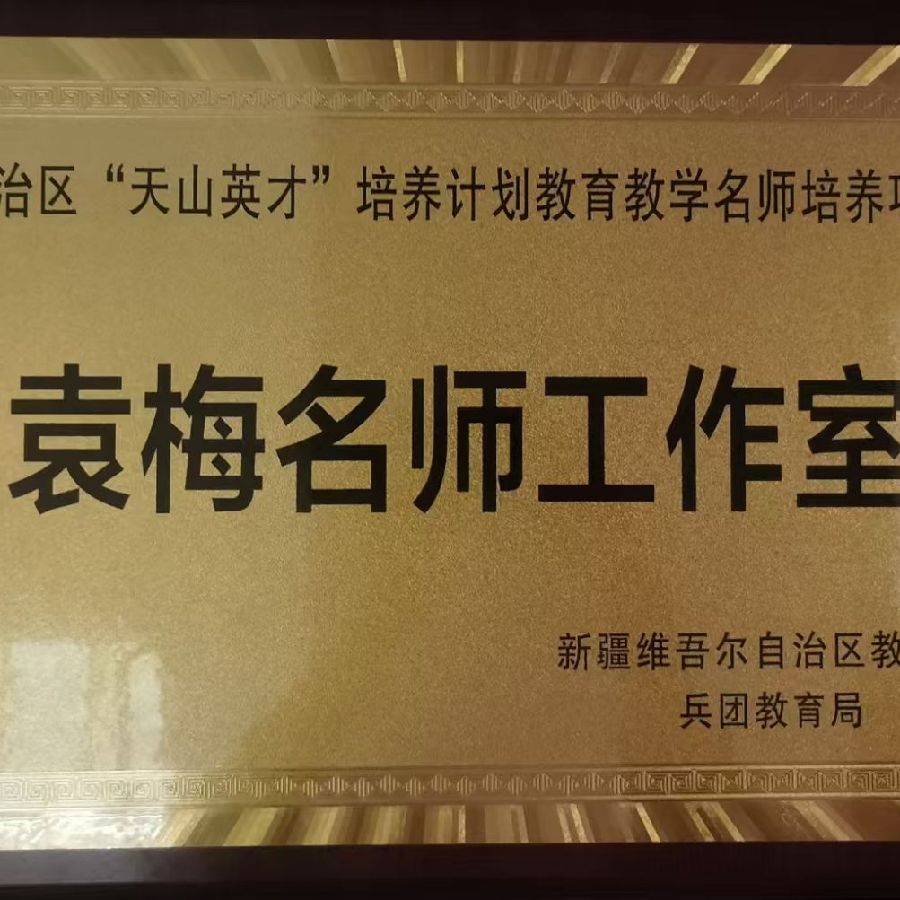 治区“天山英才”培养计划教育教学名师培养项
袁梅名师工作室
新疆维吾尔自治区教
兵团教育局